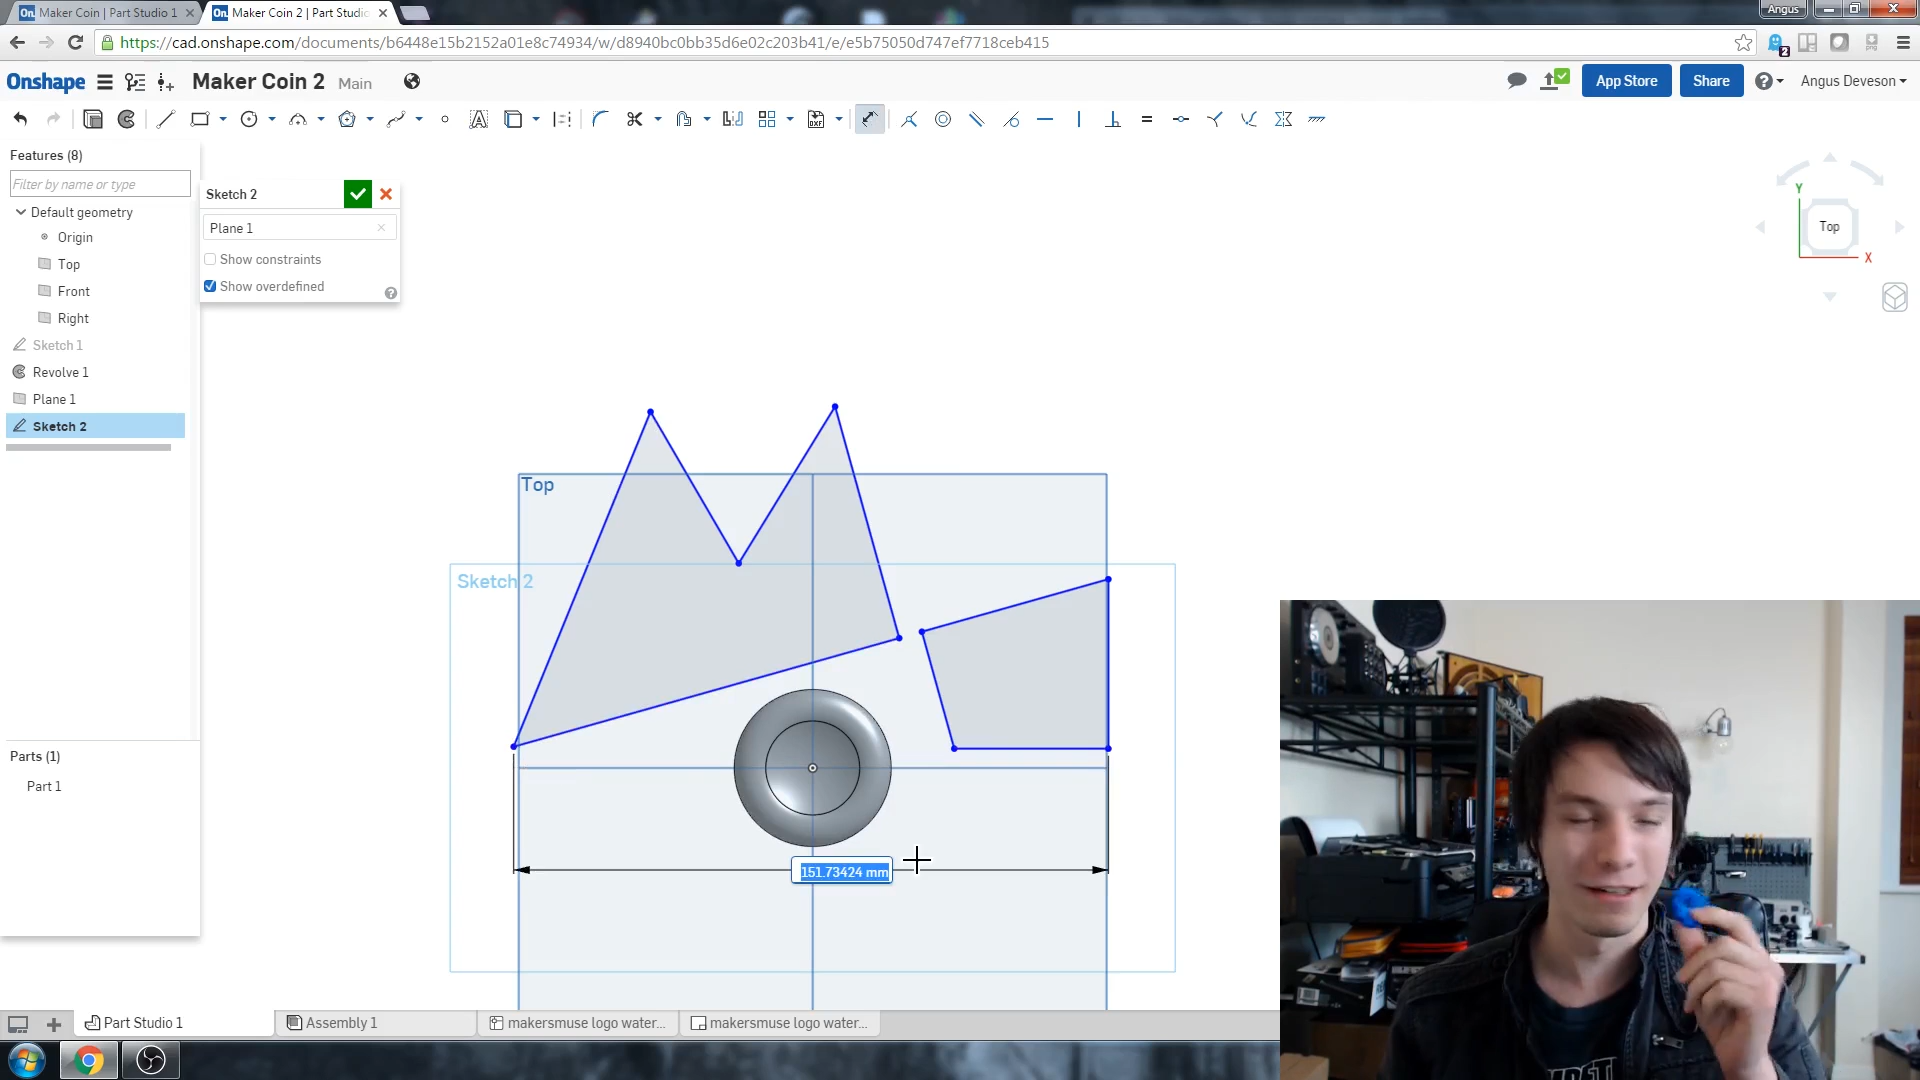 Maker Coin | Part Studio 1
Maker Coin 2 | Part Studio
Angus
https://cad.onshape.com/documents/b6448e15b2152a01e8c74934/w/d8940bc0bb35d6e02c203b41/e/e5b75050d747ef7718ceb415
2
Onshape
Maker Coin 2 Main
App Store
Share
Angus Deveson
DXF
Features (8)
Filter by name or type
Default geometry
Origin
Top
Front
Right
Sketch 1
Revolve 1
Plane 1
Sketch 2
Sketch 2
Plane 1
Show constraints
Show overdefined
Y
Top
X
Top
Sketch 2
151.73424 mm
Parts (1)
Part 1
Part Studio 1
Assembly 1
makersmuse logo water...
makersmuse logo water...